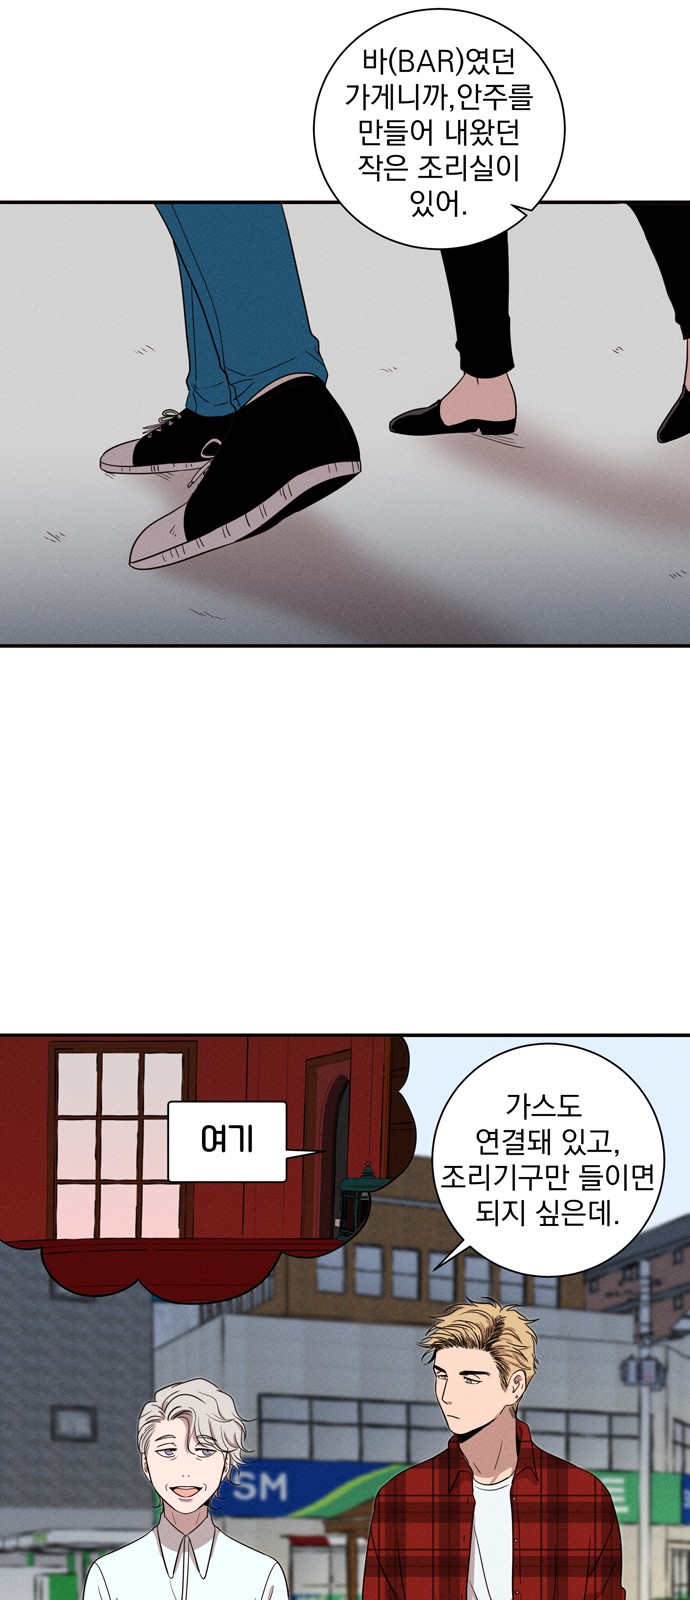 바(BAR)였던
가게니까,안주를
만들어 내왔던
작은 조리실이
있어.
여기
가스도
연결돼 있고,
조리기구만 들이면
되지 싶은데.
SM